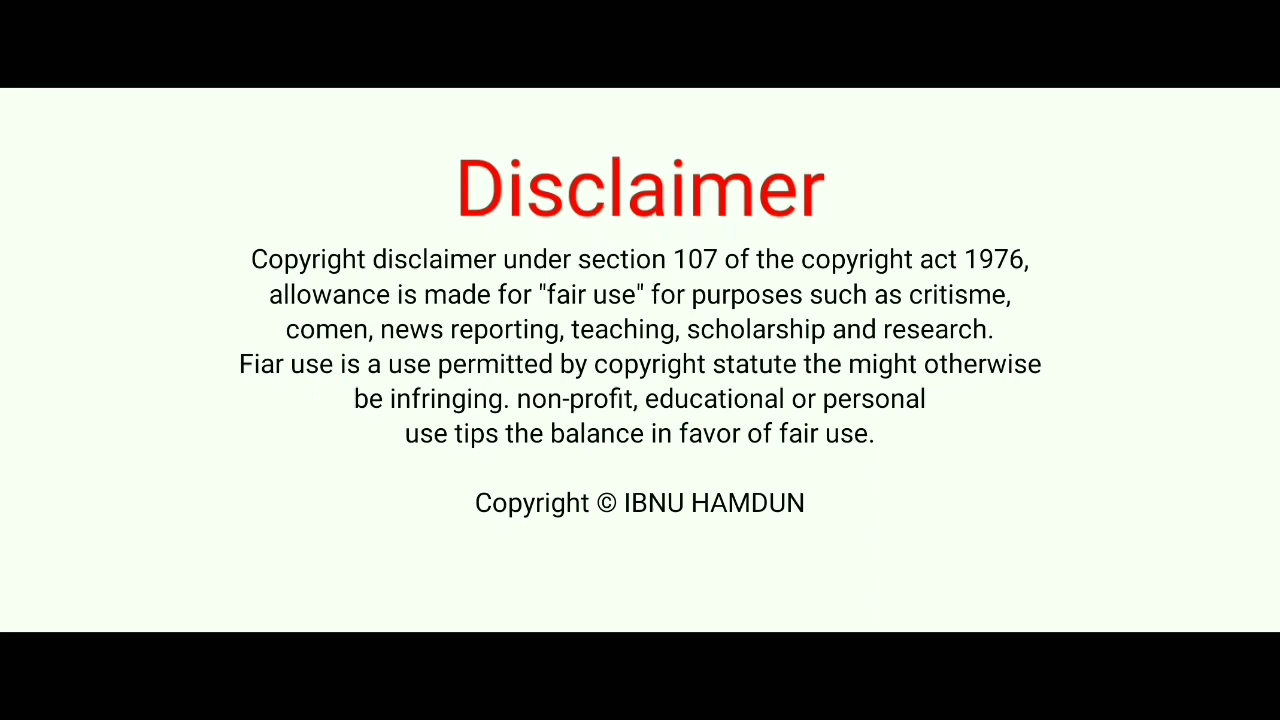 Disclaimer
Copyright disclaimer under section 107 of the copyright act 1976,
allowance is made for "fair use" for purposes such as critisme,
comen, news reporting, teaching, scholarship and research.
Fiar use is a use permitted by copyright statute the might otherwise
be infringing. non-profit, educational or personal
use tips the balance in favor of fair use.
Copyright © IBNU HAMDUN